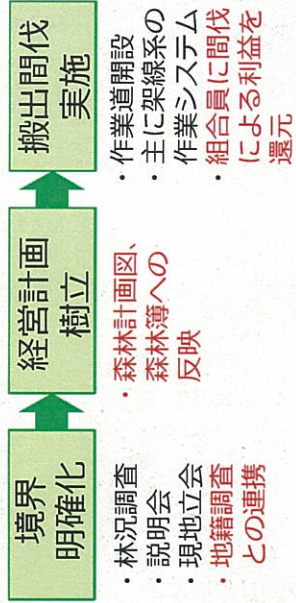 境界
明確化
・林況調査
・説明会
・現地立会
・地籍調査
との連携
経営計画
樹立
・森林計画図、
森林簿への
反映
搬出間伐
実施
・作業道開設
・主に架線系の
作業システム
・組合員に間伐
による利益を
還元